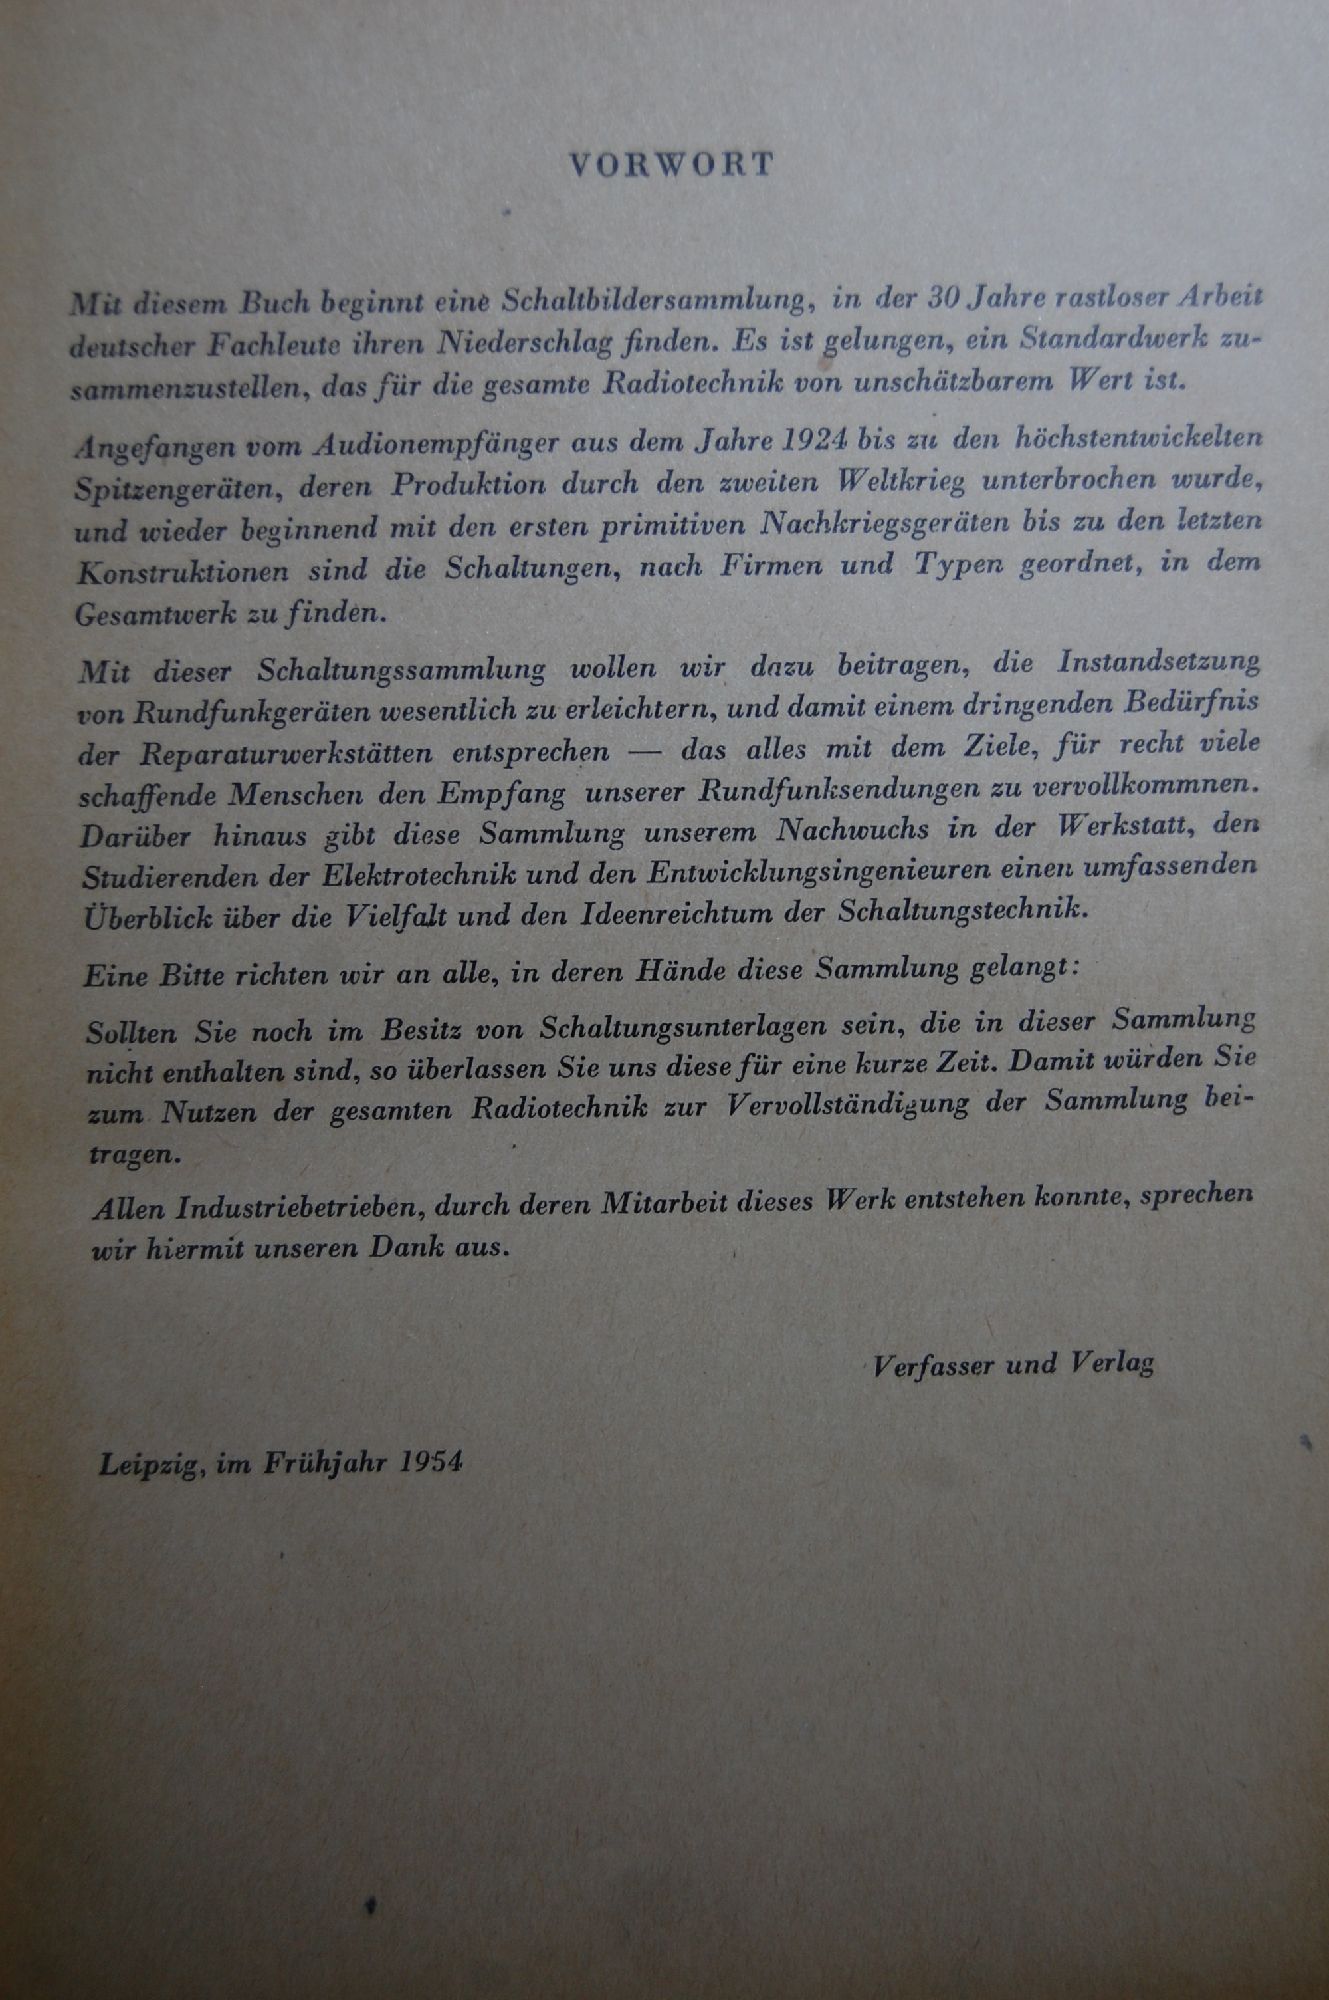 VORWORT
Mit diesem Buch beginnt eine Schaltbildersammlung, in der 30 Jahre rastloser Arbeit
deutscher Fachleute ihren Niederschlag finden. Es ist gelungen, ein Standardwerk zu-
sammenzustellen, das für die gesamte Radiotechnik von unschätzbarem Wert ist.
Angefangen vom Audionempfänger aus dem Jahre 1924 bis zu den höchstentwickelten
Spitzengeräten, deren Produktion durch den zweiten Weltkrieg unterbrochen wurde,
und wieder beginnend mit den ersten primitiven Nachkriegsgeräten bis zu den letzten
Konstruktionen sind die Schaltungen, nach Firmen und Typen geordnet, in dem
Gesamtwerk zu finden.
Mit dieser Schaltungssammlung wollen wir dazu beitragen, die Instandsetzung
von Rundfunkgeräten wesentlich zu erleichtern, und damit einem dringenden Bedürfnis
der Reparaturwerkstätten entsprechen — das alles mit dem Ziele, für recht viele
schaffende Menschen den Empfang unserer Rundfunksendungen zu vervollkommnen.
Darüber hinaus gibt diese Sammlung unserem Nachwuchs in der Werkstatt, den
Studierenden der Elektrotechnik und den Entwicklungsingenieuren einen umfassenden
Überblick über die Vielfalt und den Ideenreichtum der Schaltungstechnik.
Eine Bitte richten wir an alle, in deren Hände diese Sammlung gelangt:
Sollten Sie noch im Besitz von Schaltungsunterlagen sein, die in dieser Sammlung
nicht enthalten sind, so überlassen Sie uns diese für eine kurze Zeit. Damit würden Sie
zum Nutzen der gesamten Radiotechnik zur Vervollständigung der Sammlung bei-
tragen.
Allen Industriebetrieben, durch deren Mitarbeit dieses Werk entstehen konnte, sprechen
wir hiermit unseren Dank aus.
Verfasser und Verlag
Leipzig, im Frühjahr 1954